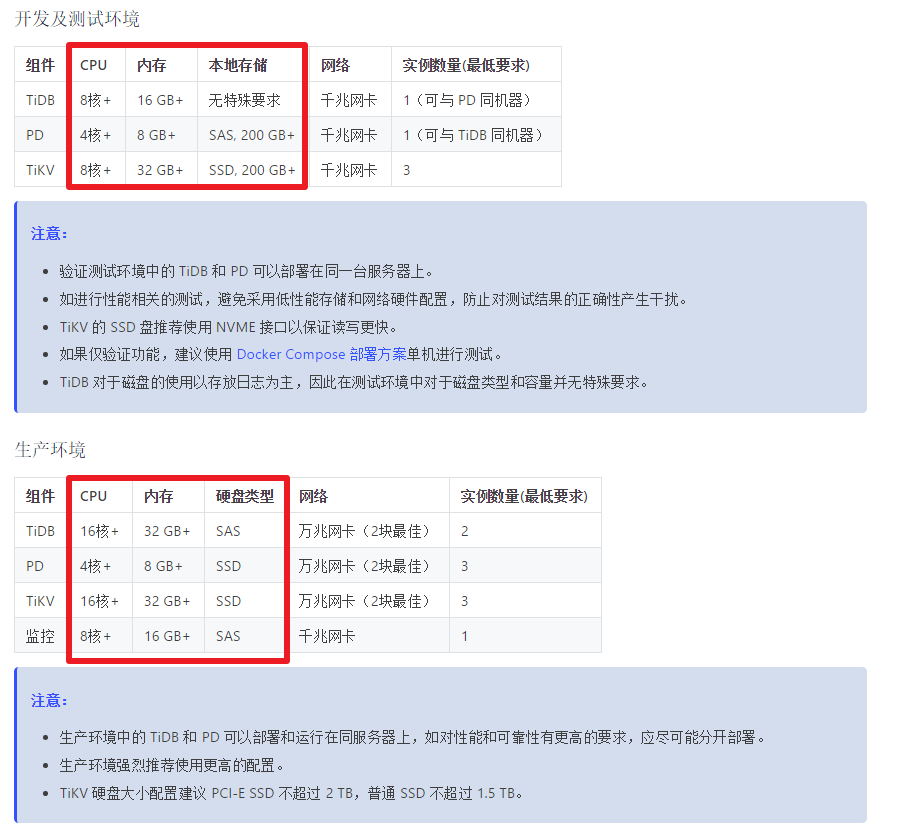 开发及测试环境
组件 CPU 内存 本地存储 网络 实例数量(最低要求)
TiDB 8核+ 16 GB+ 无特殊要求 千兆网卡 1（可与 PD 同机器）
PD 4核+ 8 GB+ SAS, 200 GB+ 千兆网卡 1（可与 TiDB 同机器）
TiKV 8核+ 32 GB+ SSD, 200 GB+ 千兆网卡 3
注意：
• 验证测试环境中的 TiDB 和 PD 可以部署在同一台服务器上。
• 如进行性能相关的测试，避免采用低性能存储和网络硬件配置，防止对测试结果的正确性产生干扰。
• TiKV 的 SSD 盘推荐使用 NVME 接口以保证读写更快。
• 如果仅验证功能，建议使用 Docker Compose 部署方案单机进行测试。
• TiDB 对于磁盘的使用以存放日志为主，因此在测试环境中对于磁盘类型和容量并无特殊要求。
生产环境
组件 CPU 内存 硬盘类型 网络 实例数量(最低要求)
TiDB 16核+ 32 GB+ SAS 万兆网卡（2块最佳） 2
PD 4核+ 8 GB+ SSD 万兆网卡（2块最佳） 3
TiKV 16核+ 32 GB+ SSD 万兆网卡（2块最佳） 3
监控 8核+ 16 GB+ SAS 千兆网卡 1
注意：
• 生产环境中的 TiDB 和 PD 可以部署和运行在同服务器上，如对性能和可靠性有更高的要求，应尽可能分开部署。
• 生产环境强烈推荐使用更高的配置。
• TiKV 硬盘大小配置建议 PCI-E SSD 不超过 2 TB，普通 SSD 不超过 1.5 TB。